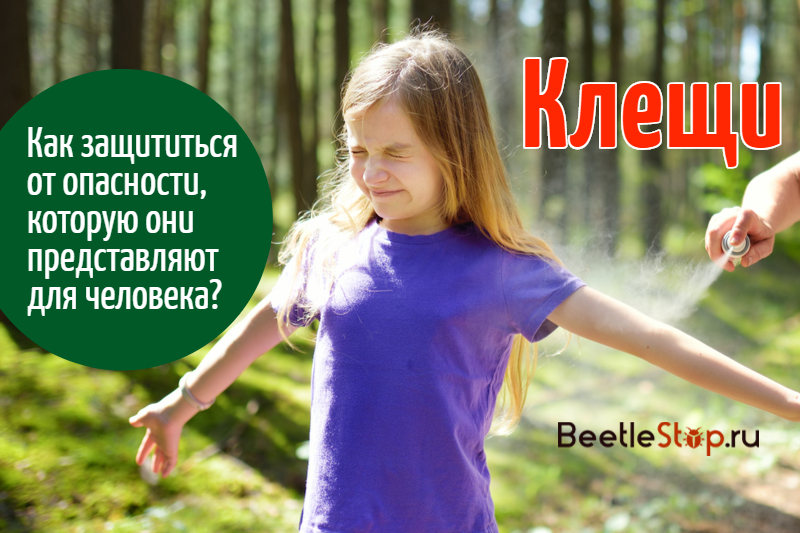 Клещи
Как защититься
от опасности,
которую они
представляют
для человека?
BeetleStop.ru